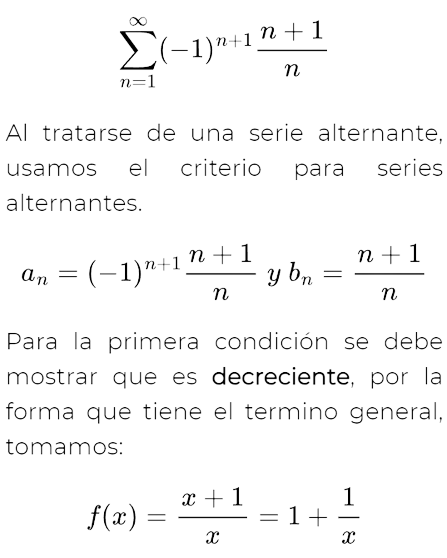 ∑_{n=1}^{∞} (−1)^{n+1} \frac{n+1}{n}
Al tratarse de una serie alternante,
usamos el criterio para series
alternantes.
a_n = (−1)^{n+1} \frac{n+1}{n} y b_n = \frac{n+1}{n}
Para la primera condición se debe
mostrar que es decreciente, por la
forma que tiene el termino general,
tomamos:
f(x) = \frac{x+1}{x} = 1 + \frac{1}{x}